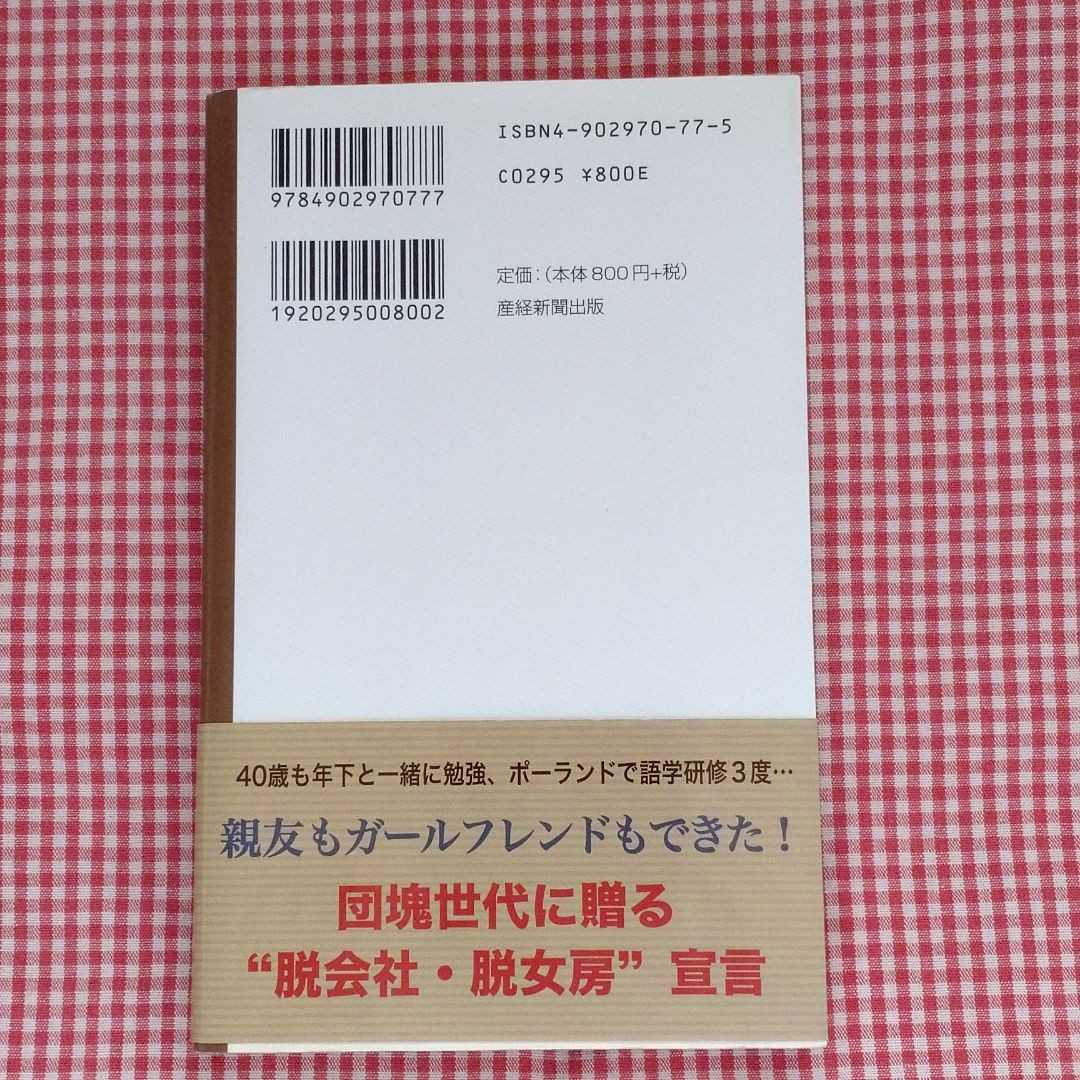 ISBN4-902970-77-5
C0295 ¥800E
9784902970777
1920295008002
定価:(本体800円+税)
産経新聞出版
40歳も年下と一緒に勉強、ポーランドで語学研修3度…
親友もガールフレンドもできた!
団塊世代に贈る
“脱会社・脱女房”宣言